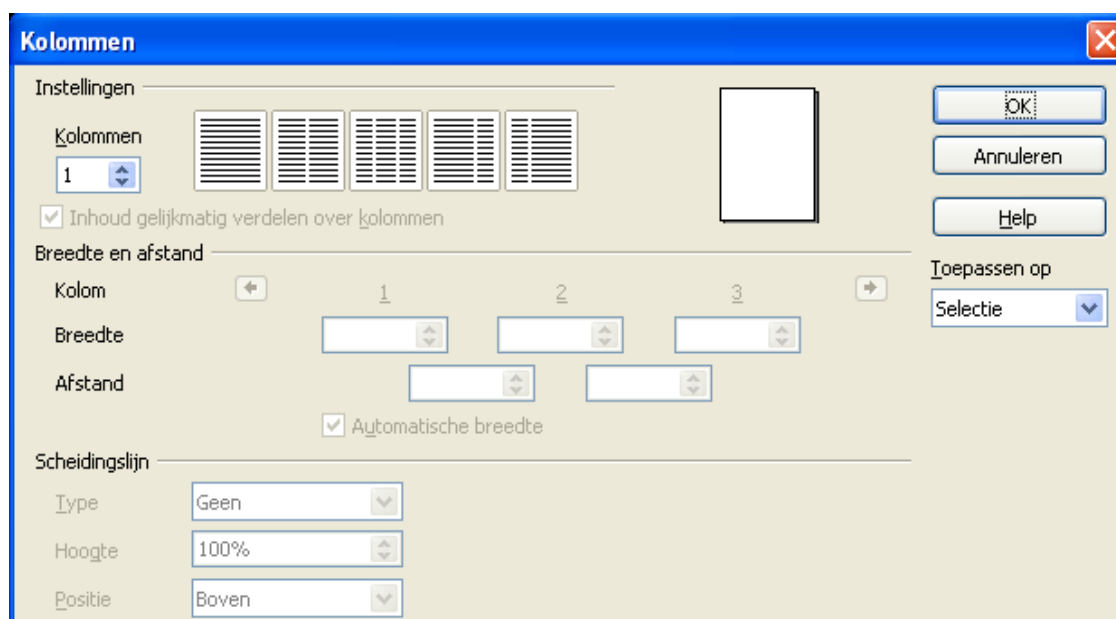 Kolommen
Instellingen
Kolommen
1
Inhoud gelijkmatig verdelen over kolommen
OK
Annuleren
Help
Toepassen op
Selectie
Breedte en afstand
Kolom 1 2 3
Breedte
Afstand
Automatische breedte
Scheidingslijn
Type Geen
Hoogte 100%
Positie Boven